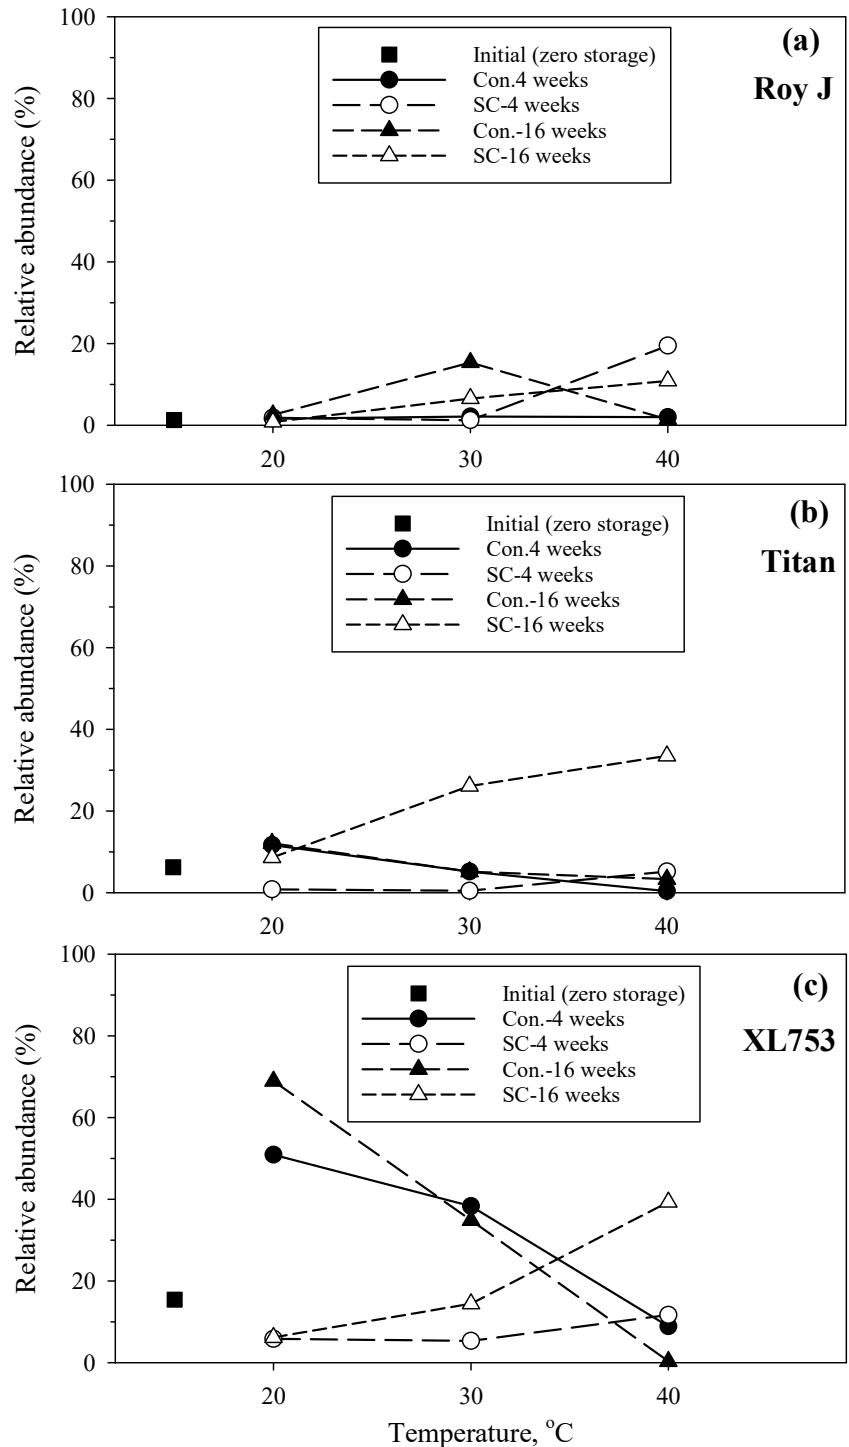 100
80
60
40
20
0
Relative abundance (%)
Initial (zero storage)
Con.4 weeks
SC-4 weeks
Con.-16 weeks
SC-16 weeks
(a)
Roy J
20 30 40
100
80
60
40
20
0
Relative abundance (%)
Initial (zero storage)
Con.4 weeks
SC-4 weeks
Con.-16 weeks
SC-16 weeks
(b)
Titan
20 30 40
100
80
60
40
20
0
Relative abundance (%)
Initial (zero storage)
Con.-4 weeks
SC-4 weeks
Con.-16 weeks
SC-16 weeks
(c)
XL753
20 30 40
Temperature, °C